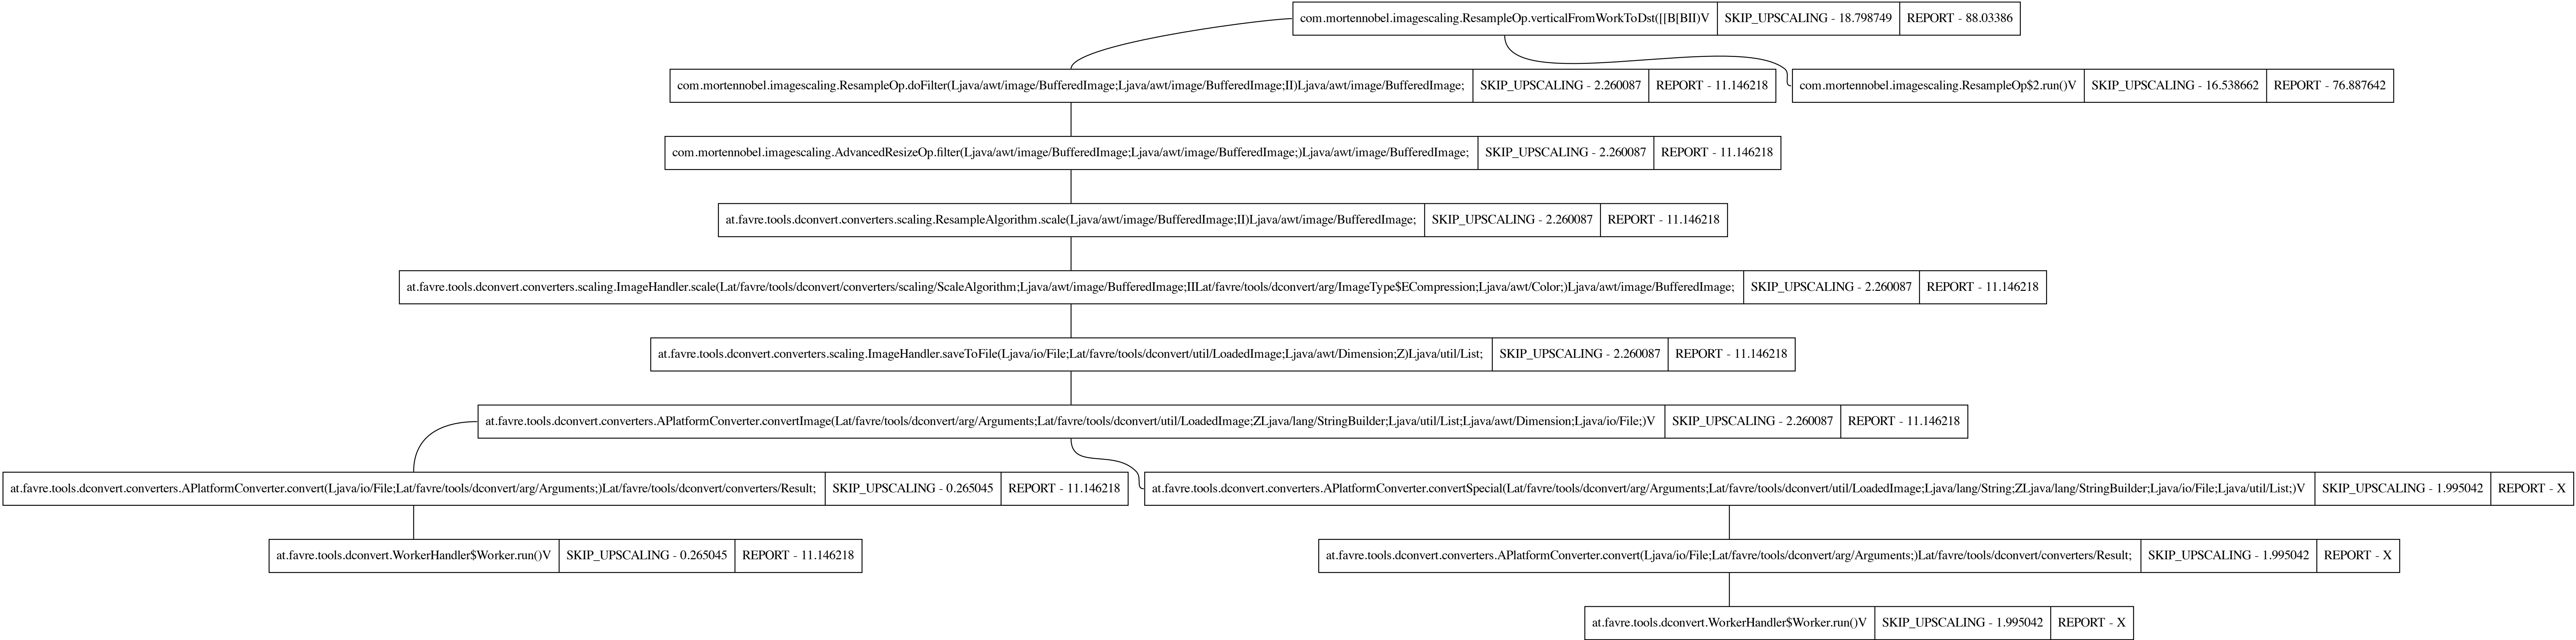 com.mortennobel.imagescaling.ResampleOp.verticalFromWorkToDst([[B[BII)V SKIP_UPSCALING - 18.798749 REPORT - 88.03386
com.mortennobel.imagescaling.ResampleOp.doFilter(Ljava/awt/image/BufferedImage;Ljava/awt/image/BufferedImage;II)Ljava/awt/image/BufferedImage; SKIP_UPSCALING - 2.260087 REPORT - 11.146218
com.mortennobel.imagescaling.ResampleOp$2.run()V SKIP_UPSCALING - 16.538662 REPORT - 76.887642
com.mortennobel.imagescaling.AdvancedResizeOp.filter(Ljava/awt/image/BufferedImage;Ljava/awt/image/BufferedImage;)Ljava/awt/image/BufferedImage; SKIP_UPSCALING - 2.260087 REPORT - 11.146218
at.favre.tools.dconvert.converters.scaling.ResampleAlgorithm.scale(Ljava/awt/image/BufferedImage;II)Ljava/awt/image/BufferedImage; SKIP_UPSCALING - 2.260087 REPORT - 11.146218
at.favre.tools.dconvert.converters.scaling.ImageHandler.scale(Lat/favre/tools/dconvert/converters/scaling/ScaleAlgorithm;Ljava/awt/image/BufferedImage;IILat/favre/tools/dconvert/arg/ImageType$ECompression;Ljava/awt/Color;)Ljava/awt/image/BufferedImage; SKIP_UPSCALING - 2.260087 REPORT - 11.146218
at.favre.tools.dconvert.converters.scaling.ImageHandler.saveToFile(Ljava/io/File;Lat/favre/tools/dconvert/util/LoadedImage;Ljava/awt/Dimension;Z)Ljava/util/List; SKIP_UPSCALING - 2.260087 REPORT - 11.146218
at.favre.tools.dconvert.converters.APlatformConverter.convertImage(Lat/favre/tools/dconvert/arg/Arguments;Lat/favre/tools/dconvert/util/LoadedImage;ZLjava/lang/StringBuilder;Ljava/util/List;Ljava/awt/Dimension;Ljava/io/File;)V SKIP_UPSCALING - 2.260087 REPORT - 11.146218
at.favre.tools.dconvert.converters.APlatformConverter.convert(Ljava/io/File;Lat/favre/tools/dconvert/arg/Arguments;)Lat/favre/tools/dconvert/converters/Result; SKIP_UPSCALING - 0.265045 REPORT - 11.146218
at.favre.tools.dconvert.converters.APlatformConverter.convertSpecial(Lat/favre/tools/dconvert/arg/Arguments;Lat/favre/tools/dconvert/util/LoadedImage;Ljava/lang/String;ZLjava/lang/StringBuilder;Ljava/io/File;Ljava/util/List;)V SKIP_UPSCALING - 1.995042 REPORT - X
at.favre.tools.dconvert.WorkerHandler$Worker.run()V SKIP_UPSCALING - 0.265045 REPORT - 11.146218
at.favre.tools.dconvert.converters.APlatformConverter.convert(Ljava/io/File;Lat/favre/tools/dconvert/arg/Arguments;)Lat/favre/tools/dconvert/converters/Result; SKIP_UPSCALING - 1.995042 REPORT - X
at.favre.tools.dconvert.WorkerHandler$Worker.run()V SKIP_UPSCALING - 1.995042 REPORT - X